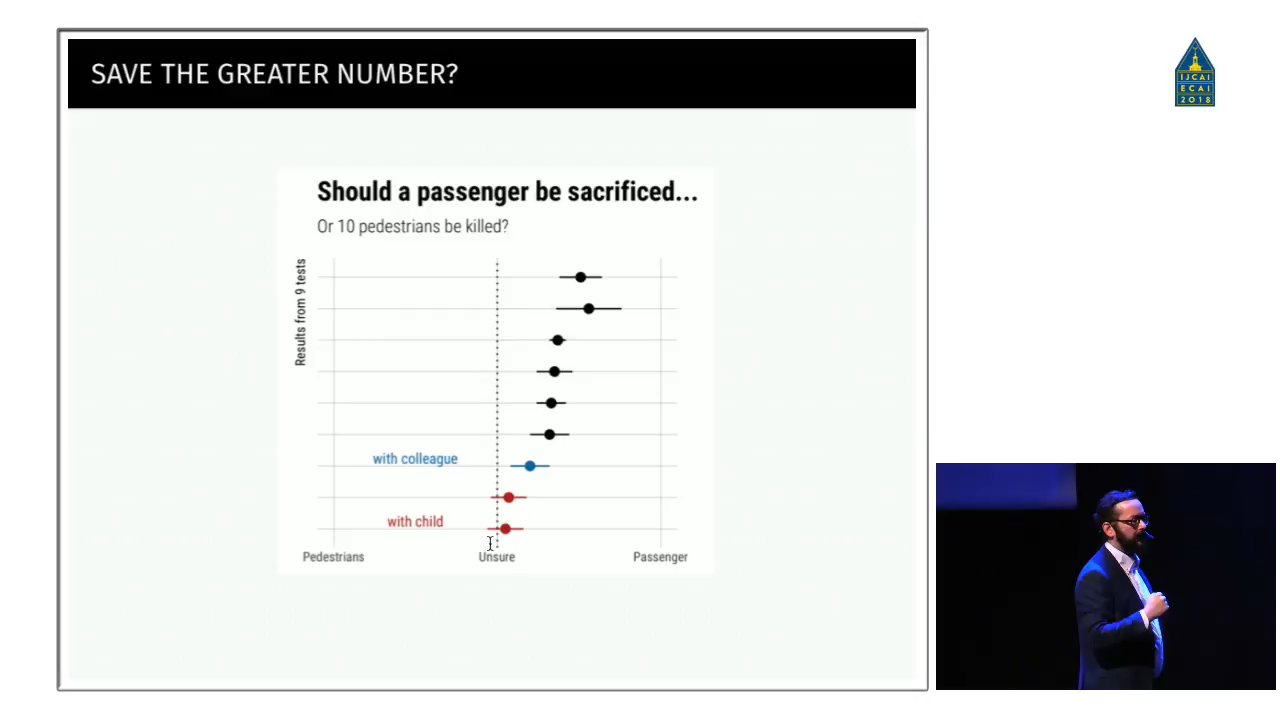 SAVE THE GREATER NUMBER?
IJCAI
ECAI
2018
Should a passenger be sacrificed...
Or 10 pedestrians be killed?
Results from 9 tests
with colleague
with child
Pedestrians
Unsure
Passenger